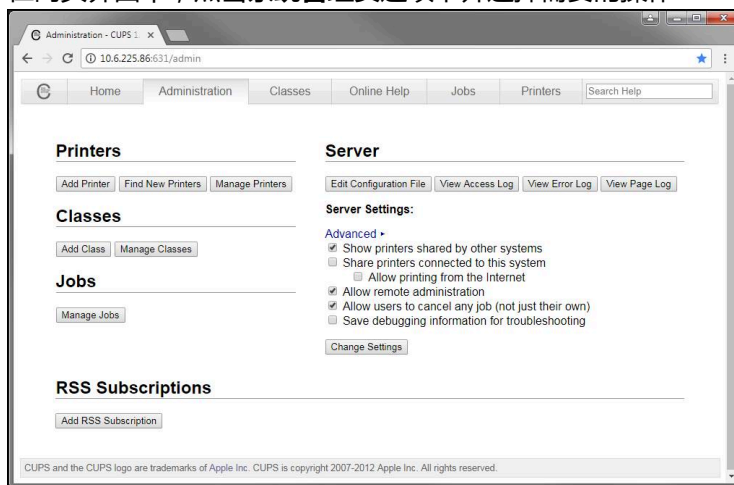 Administration - CUPS 1.
10.6.225.86:631/admin
Home Administration Classes Online Help Jobs Printers Search Help
Printers
Add Printer Find New Printers Manage Printers
Classes
Add Class Manage Classes
Jobs
Manage Jobs
Server
Edit Configuration File View Access Log View Error Log View Page Log
Server Settings:
Advanced ▸
Show printers shared by other systems
Share printers connected to this system
Allow printing from the Internet
Allow remote administration
Allow users to cancel any job (not just their own)
Save debugging information for troubleshooting
Change Settings
RSS Subscriptions
Add RSS Subscription
CUPS and the CUPS logo are trademarks of Apple Inc. CUPS is copyright 2007-2012 Apple Inc. All rights reserved.